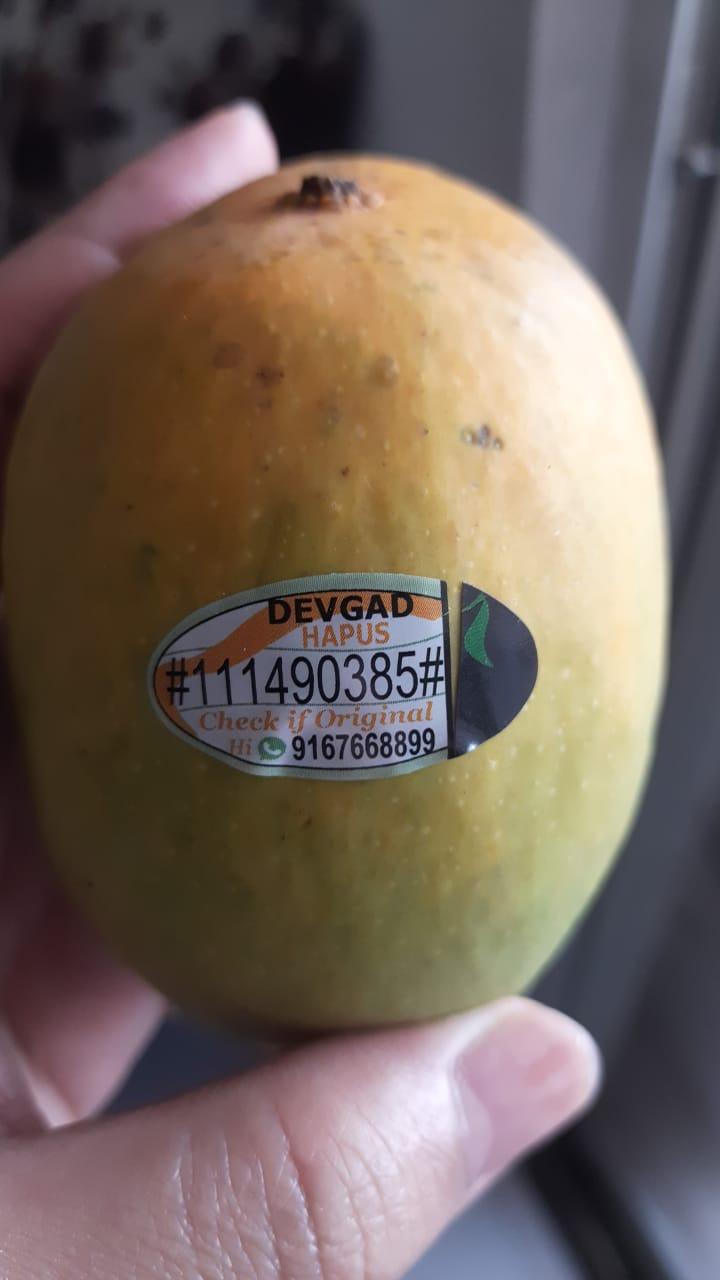 DEVGAD
HAPUS
#111490385#
Check if Original
Hi 9167668899